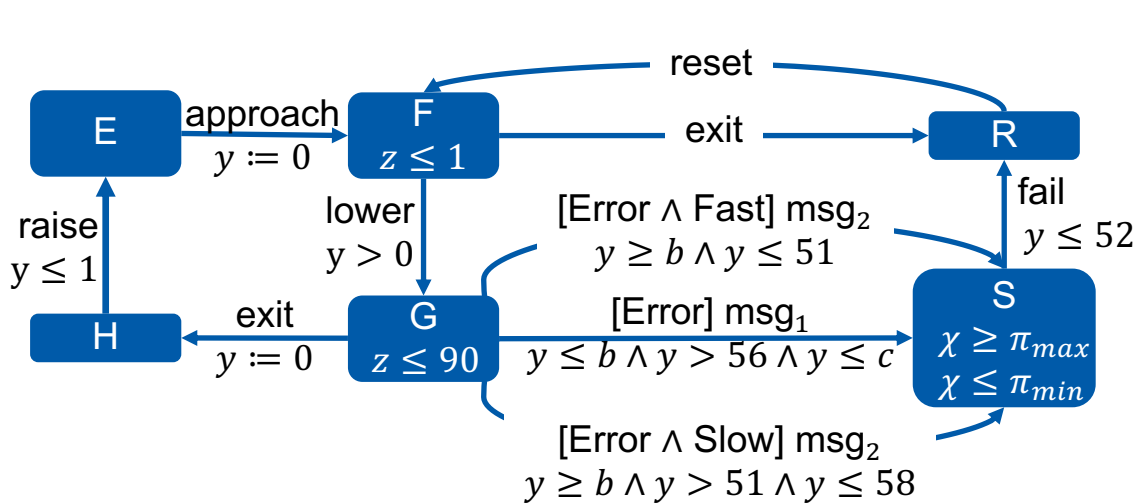 reset
E
approach
y := 0
F
z ≤ 1
exit
R
raise
y ≤ 1
lower
y > 0
[Error ∧ Fast] msg₂
y ≥ b ∧ y ≤ 51
fail
y ≤ 52
H
exit
y := 0
G
z ≤ 90
[Error] msg₁
y ≤ b ∧ y > 56 ∧ y ≤ c
S
χ ≥ π_max
χ ≤ π_min
[Error ∧ Slow] msg₂
y ≥ b ∧ y > 51 ∧ y ≤ 58